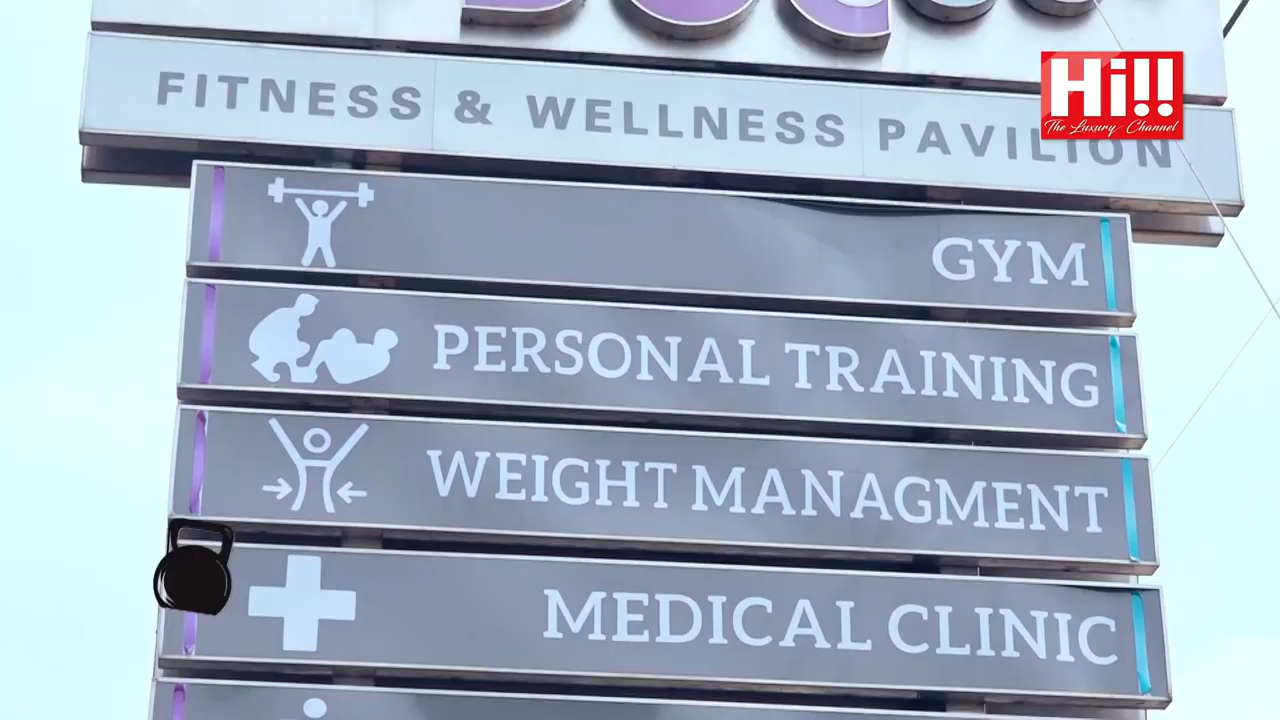 Hi!!
The Luxury Channel
FITNESS & WELLNESS PAVILION
GYM
PERSONAL TRAINING
WEIGHT MANAGMENT
MEDICAL CLINIC